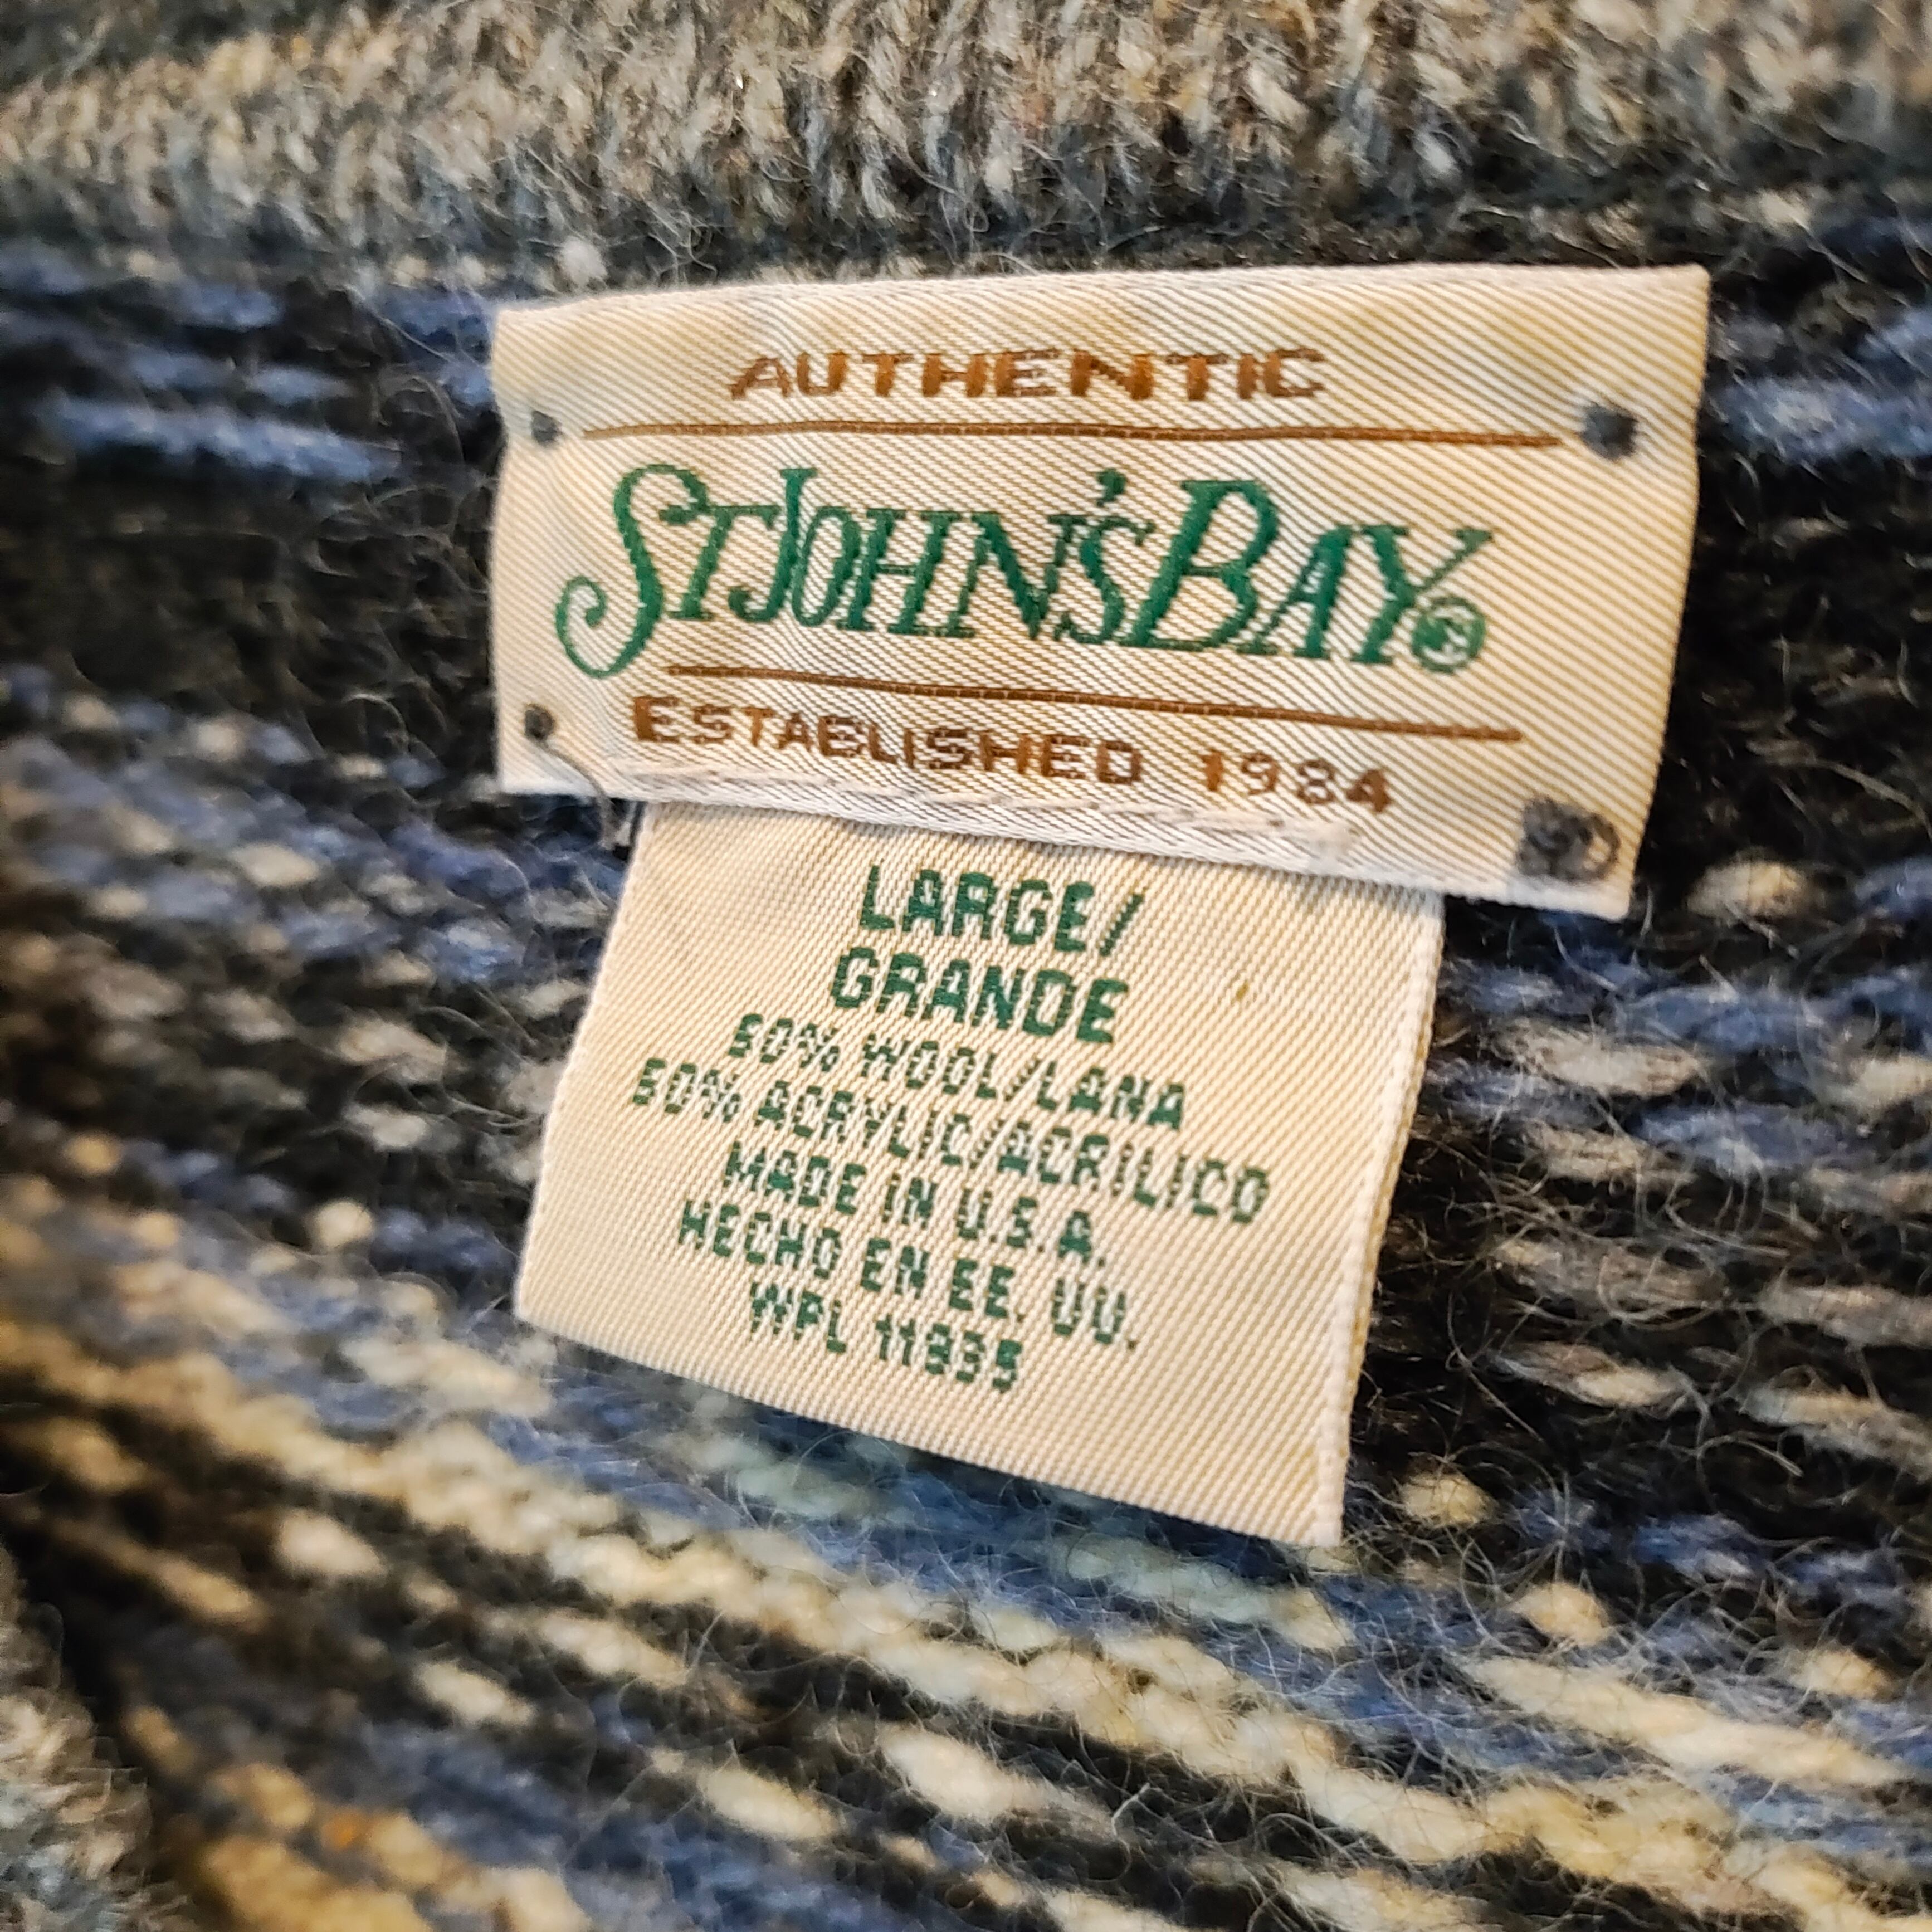 AUTHENTIC
ST JOHN'S BAY®
ESTABLISHED 1984
LARGE/
GRANDE
50% WOOL/LANA
50% ACRYLIC/ACRILICO
MADE IN U.S.A.
HECHO EN EE. UU.
WPL 11835